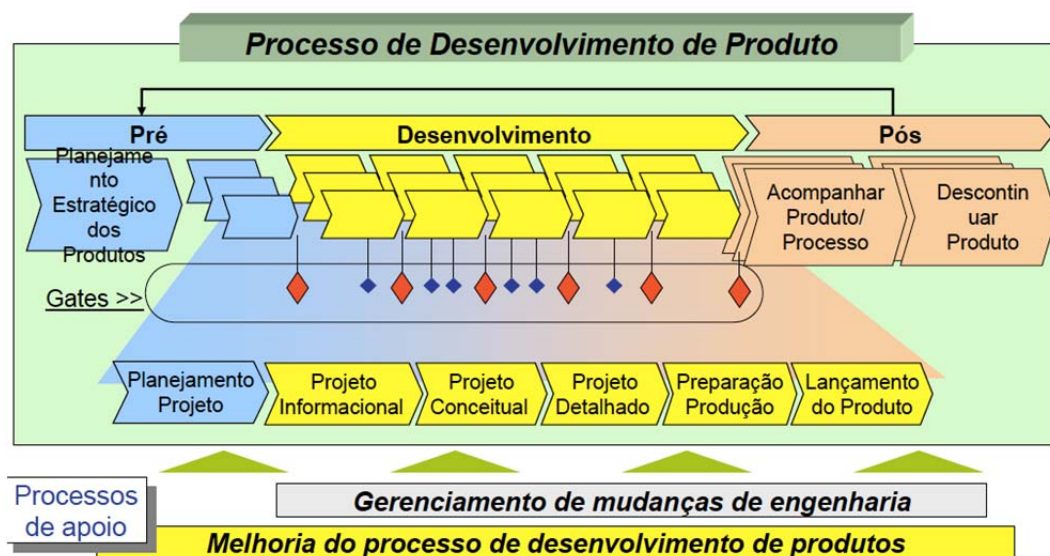 Processo de Desenvolvimento de Produto
Pré
Desenvolvimento
Pós
Planejame
nto
Estratégico
dos
Produtos
Acompanhar
Produto/
Processo
Descontin
uar
Produto
Gates >>
Planejamento
Projeto
Projeto
Informacional
Projeto
Conceitual
Projeto
Detalhado
Preparação
Produção
Lançamento
do Produto
Processos
de apoio
Gerenciamento de mudanças de engenharia
Melhoria do processo de desenvolvimento de produtos